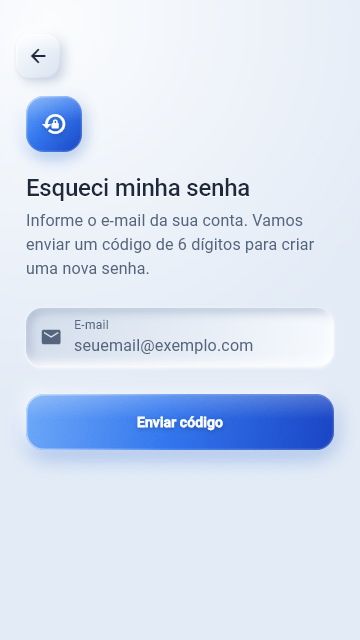 Esqueci minha senha
Informe o e-mail da sua conta. Vamos
enviar um código de 6 dígitos para criar
uma nova senha.
E-mail
seuemail@exemplo.com
Enviar código